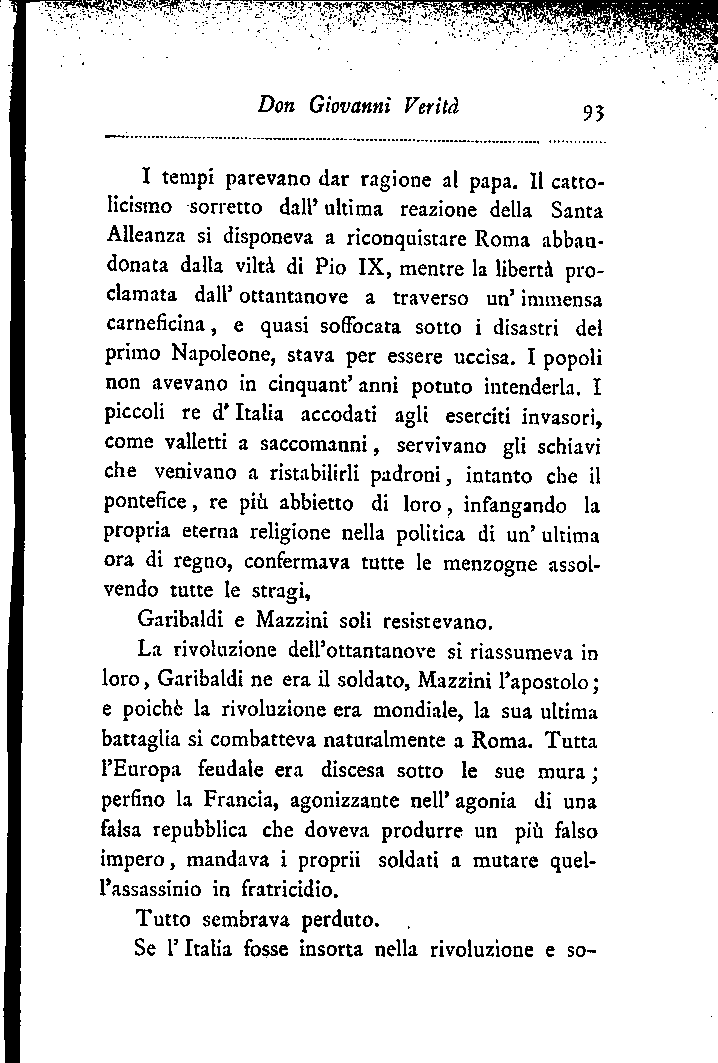 Don Giovanni Verità 93
I tempi parevano dar ragione al papa. Il catto-
licismo sorretto dall' ultima reazione della Santa
Alleanza si disponeva a riconquistare Roma abban-
donata dalla viltà di Pio IX, mentre la libertà pro-
clamata dall' ottantanove a traverso un' immensa
carneficina, e quasi soffocata sotto i disastri del
primo Napoleone, stava per essere uccisa. I popoli
non avevano in cinquant' anni potuto intenderla. I
piccoli re d' Italia accodati agli eserciti invasori,
come valletti a saccomanni, servivano gli schiavi
che venivano a ristabilirli padroni, intanto che il
pontefice, re più abbietto di loro, infangando la
propria eterna religione nella politica di un' ultima
ora di regno, confermava tutte le menzogne assol-
vendo tutte le stragi,
Garibaldi e Mazzini soli resistevano.
La rivoluzione dell'ottantanove si riassumeva in
loro, Garibaldi ne era il soldato, Mazzini l'apostolo;
e poichè la rivoluzione era mondiale, la sua ultima
battaglia si combatteva naturalmente a Roma. Tutta
l'Europa feudale era discesa sotto le sue mura;
perfino la Francia, agonizzante nell' agonia di una
falsa repubblica che doveva produrre un più falso
impero, mandava i proprii soldati a mutare quel-
l'assassinio in fratricidio.
Tutto sembrava perduto.
Se l' Italia fosse insorta nella rivoluzione e so-